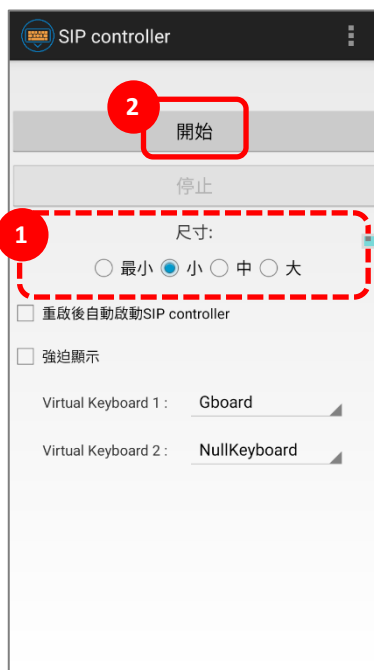 SIP controller
2
開始
停止
1
尺寸:
最小 小 中 大
重啟後自動啟動SIP controller
強迫顯示
Virtual Keyboard 1 : Gboard
Virtual Keyboard 2 : NullKeyboard